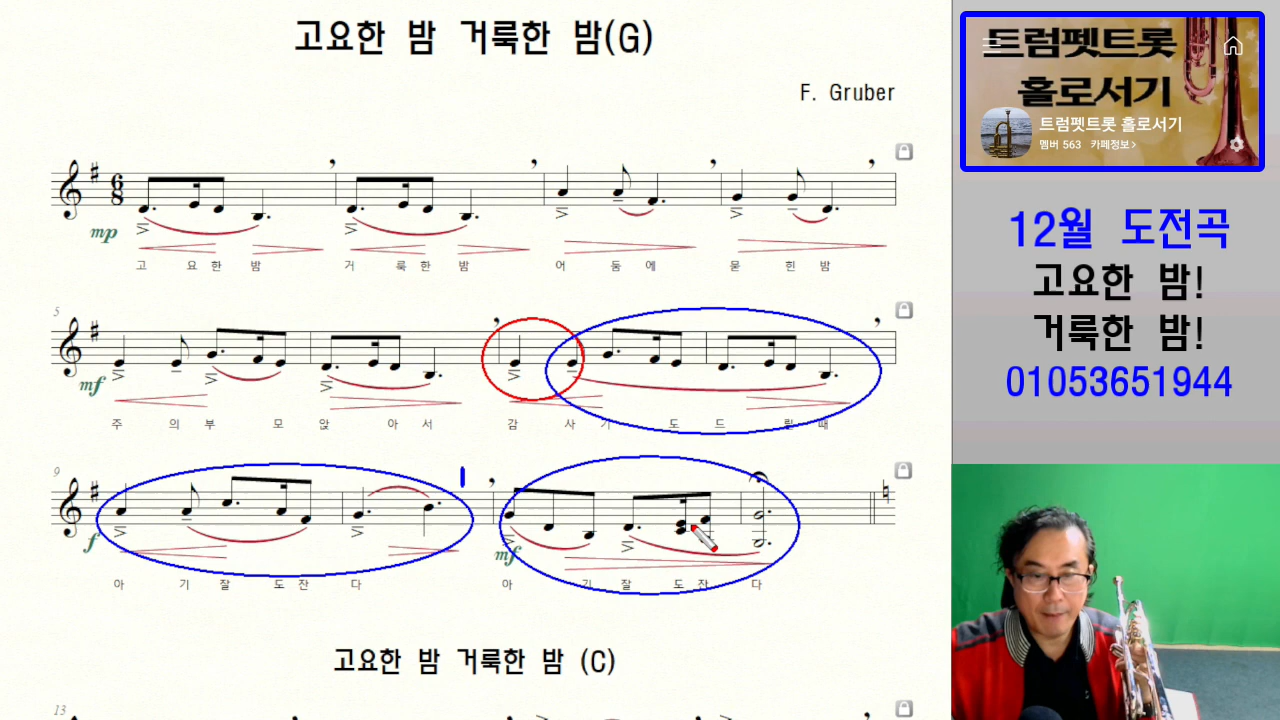 고요한 밤 거룩한 밤(G)
F. Gruber
6
8
mp
고 요 한 밤 거 룩 한 밤 어 둠 에 묻 힌 밤
5
mf
주 의 부 모 앉 아 서 감 사 기 도 드 릴 때
9
f
mf
아 기 잘 도 잔 다 아 기 잘 도 잔 다
고요한 밤 거룩한 밤 (C)
13
트럼펫트롯
홀로서기
트럼펫트롯 홀로서기
멤버 563 카페정보>
12월 도전곡
고요한 밤!
거룩한 밤!
01053651944